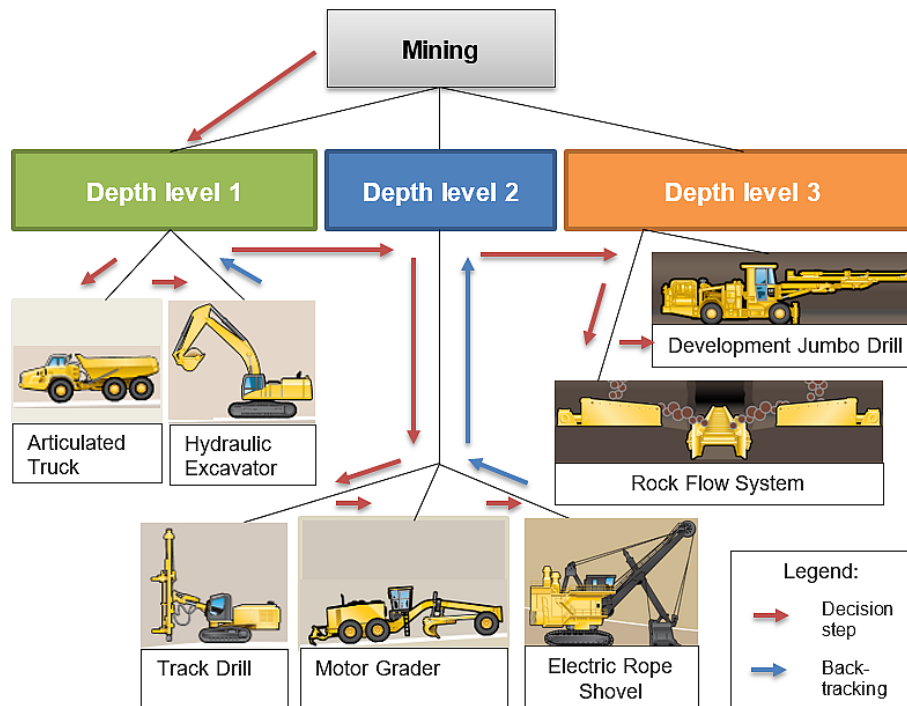 Mining
Depth level 1
Depth level 2
Depth level 3
Development Jumbo Drill
Articulated
Truck
Hydraulic
Excavator
Rock Flow System
Track Drill
Motor Grader
Electric Rope
Shovel
Legend:
Decision
step
Back-
tracking